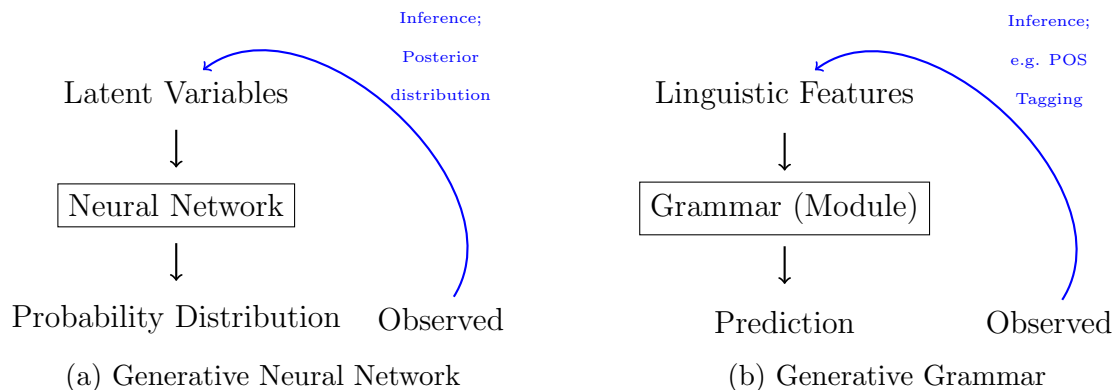 Inference;
Posterior
distribution
Latent Variables
Neural Network
Probability Distribution
Observed
(a) Generative Neural Network
Inference;
e.g. POS
Tagging
Linguistic Features
Grammar (Module)
Prediction
Observed
(b) Generative Grammar